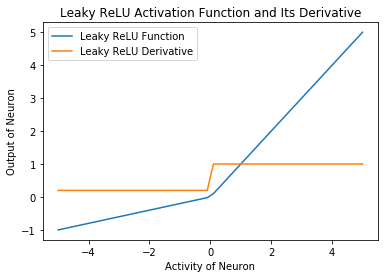 Leaky ReLU Activation Function and Its Derivative
Leaky ReLU Function
Leaky ReLU Derivative
Output of Neuron
5
4
3
2
1
0
−1
−4
−2
0
2
4
Activity of Neuron